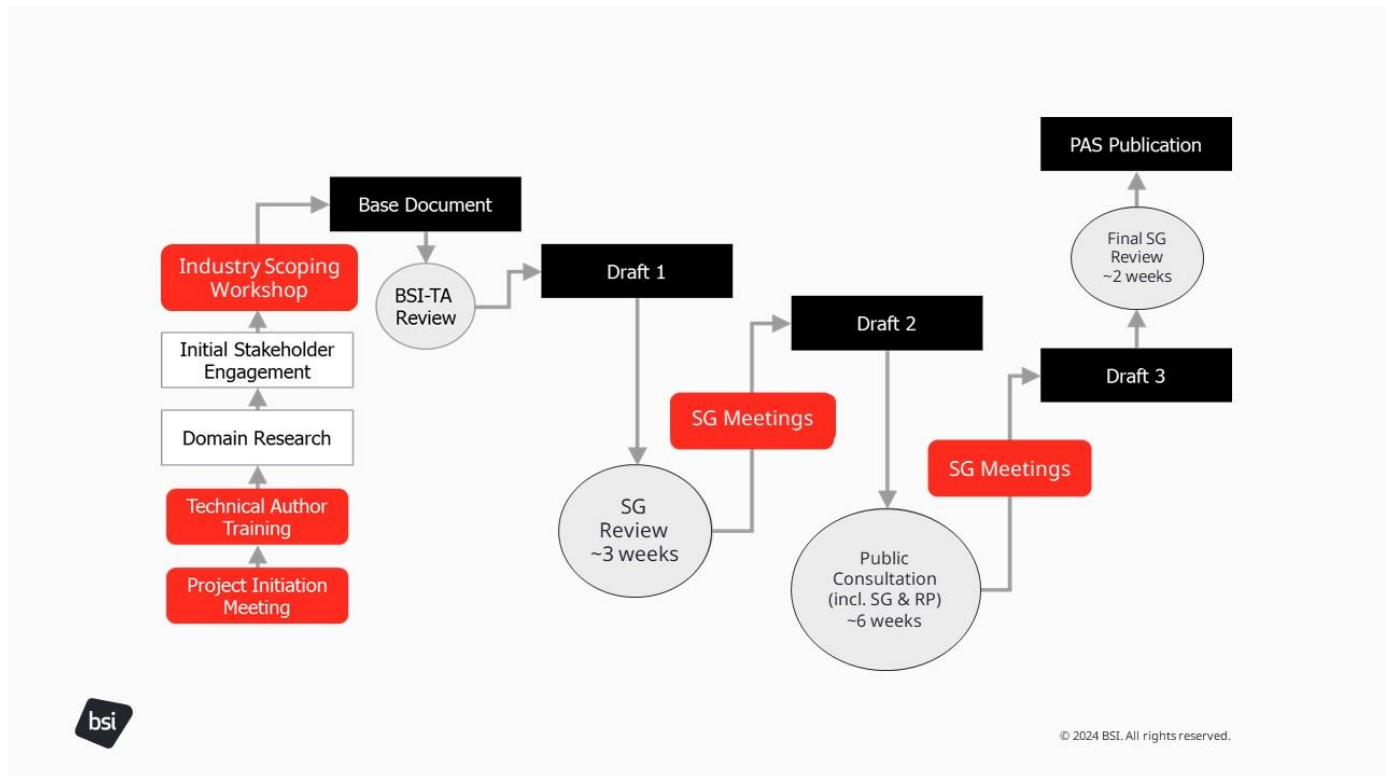 PAS Publication
Base Document
Final SG
Review
~2 weeks
Industry Scoping
Workshop
BSI-TA
Review
Draft 1
Draft 2
Initial Stakeholder
Engagement
Draft 3
SG Meetings
Domain Research
SG Meetings
Technical Author
Training
SG
Review
~3 weeks
Public
Consultation
(incl. SG & RP)
~6 weeks
Project Initiation
Meeting
bsi
© 2024 BSI. All rights reserved.